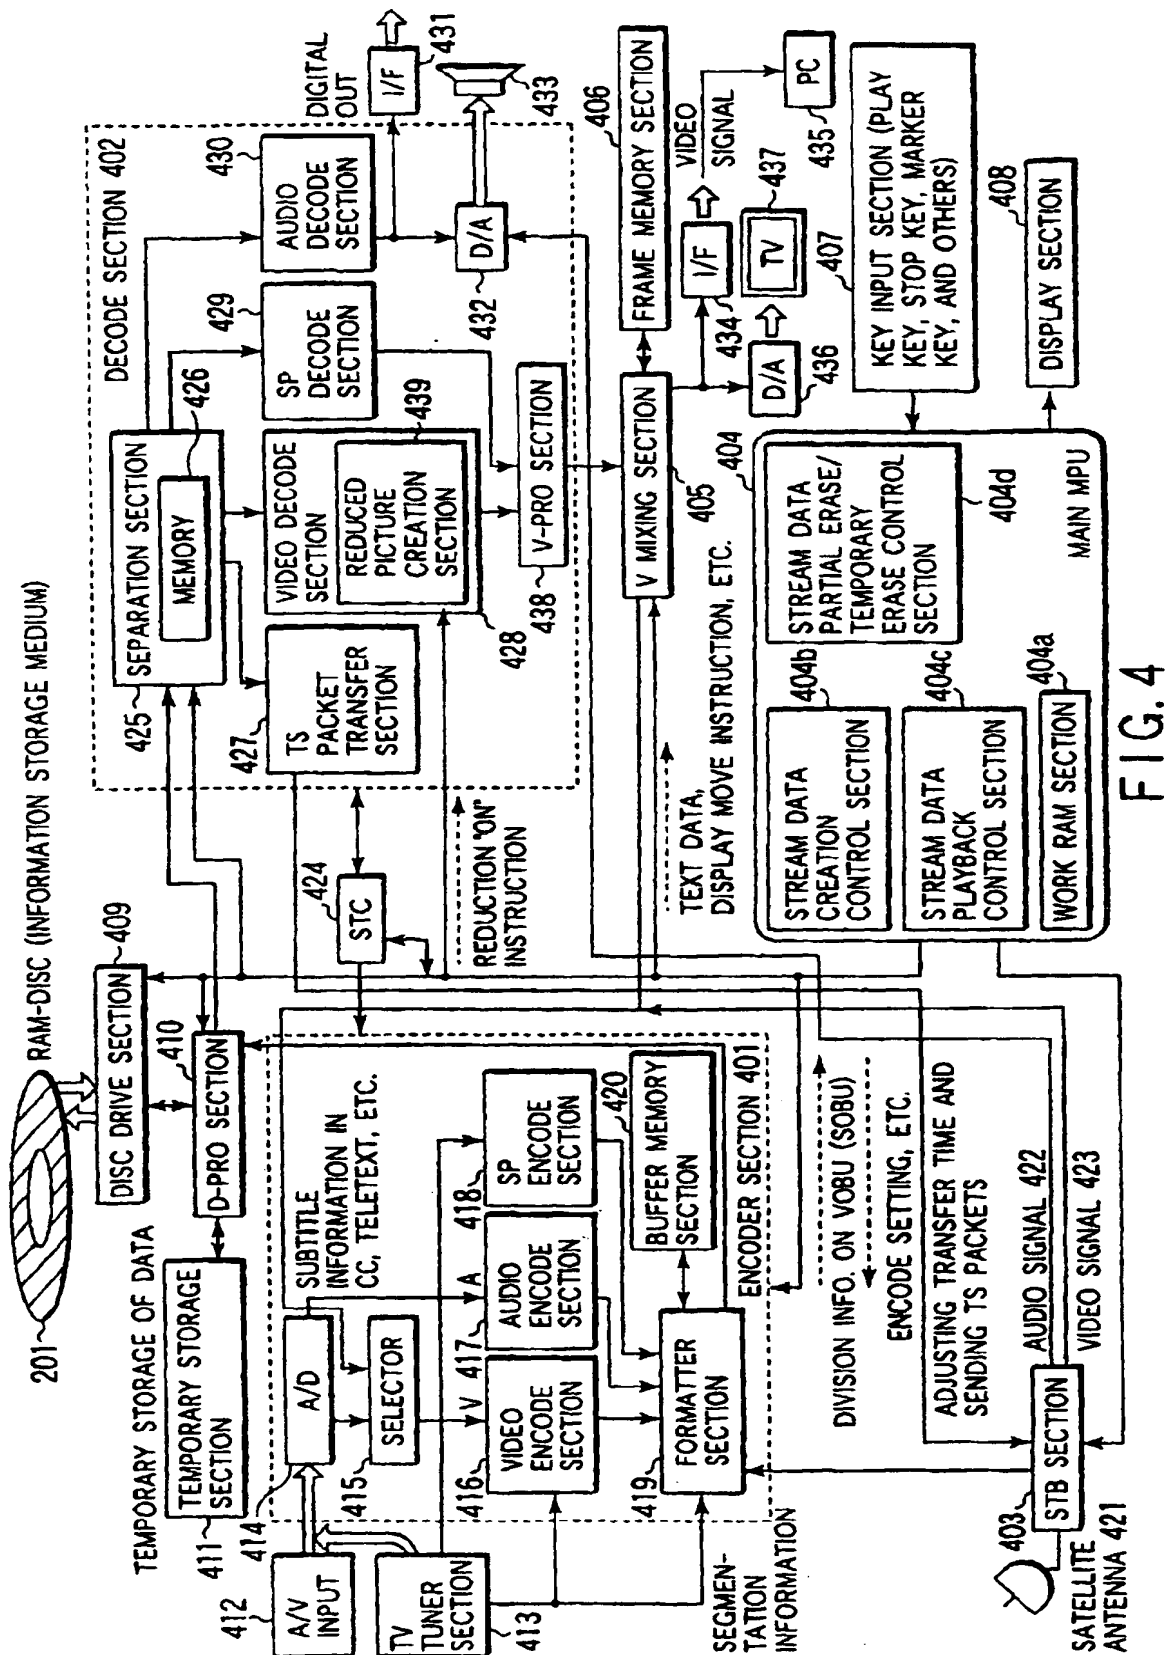 201
RAM-DISC (INFORMATION STORAGE MEDIUM)
TEMPORARY STORAGE OF DATA
411
TEMPORARY STORAGE
SECTION
410
D-PRO SECTION
409
DISC DRIVE SECTION
412
A/V
INPUT
TV
TUNER
SECTION
413
414
A/D
SUBTITLE
INFORMATION IN
CC, TELETEXT, ETC.
415
SELECTOR
V
A
416
VIDEO
ENCODE
SECTION
417
AUDIO
ENCODE
SECTION
418
SP
ENCODE
SECTION
419
FORMATTER
SECTION
420
BUFFER MEMORY
SECTION
ENCODER SECTION 401
SEGMEN-
TATION
INFORMATION
424
STC
REDUCTION "ON"
INSTRUCTION
DECODE SECTION 402
425
SEPARATION SECTION
MEMORY
426
427
TS
PACKET
TRANSFER
SECTION
VIDEO DECODE
SECTION
REDUCED
PICTURE
CREATION
SECTION
439
428
429
SP
DECODE
SECTION
430
AUDIO
DECODE
SECTION
438
V-PRO SECTION
432
D/A
DIGITAL
OUT
I/F
431
433
V MIXING SECTION
405
FRAME MEMORY SECTION
406
434
I/F
VIDEO
SIGNAL
435
PC
D/A
436
TV
437
TEXT DATA,
DISPLAY MOVE INSTRUCTION, ETC.
407
KEY INPUT SECTION (PLAY
KEY, STOP KEY, MARKER
KEY, AND OTHERS)
DISPLAY SECTION
408
404
STREAM DATA
CREATION
CONTROL SECTION
404b
STREAM DATA
PARTIAL ERASE/
TEMPORARY
ERASE CONTROL
SECTION
404d
STREAM DATA
PLAYBACK
CONTROL SECTION
404c
WORK RAM SECTION
404a
MAIN MPU
DIVISION INFO. ON VOBU (SOBU)
ENCODE SETTING, ETC.
ADJUSTING TRANSFER TIME AND
SENDING TS PACKETS
AUDIO SIGNAL 422
VIDEO SIGNAL 423
403
STB SECTION
SATELLITE
ANTENNA 421
FIG. 4